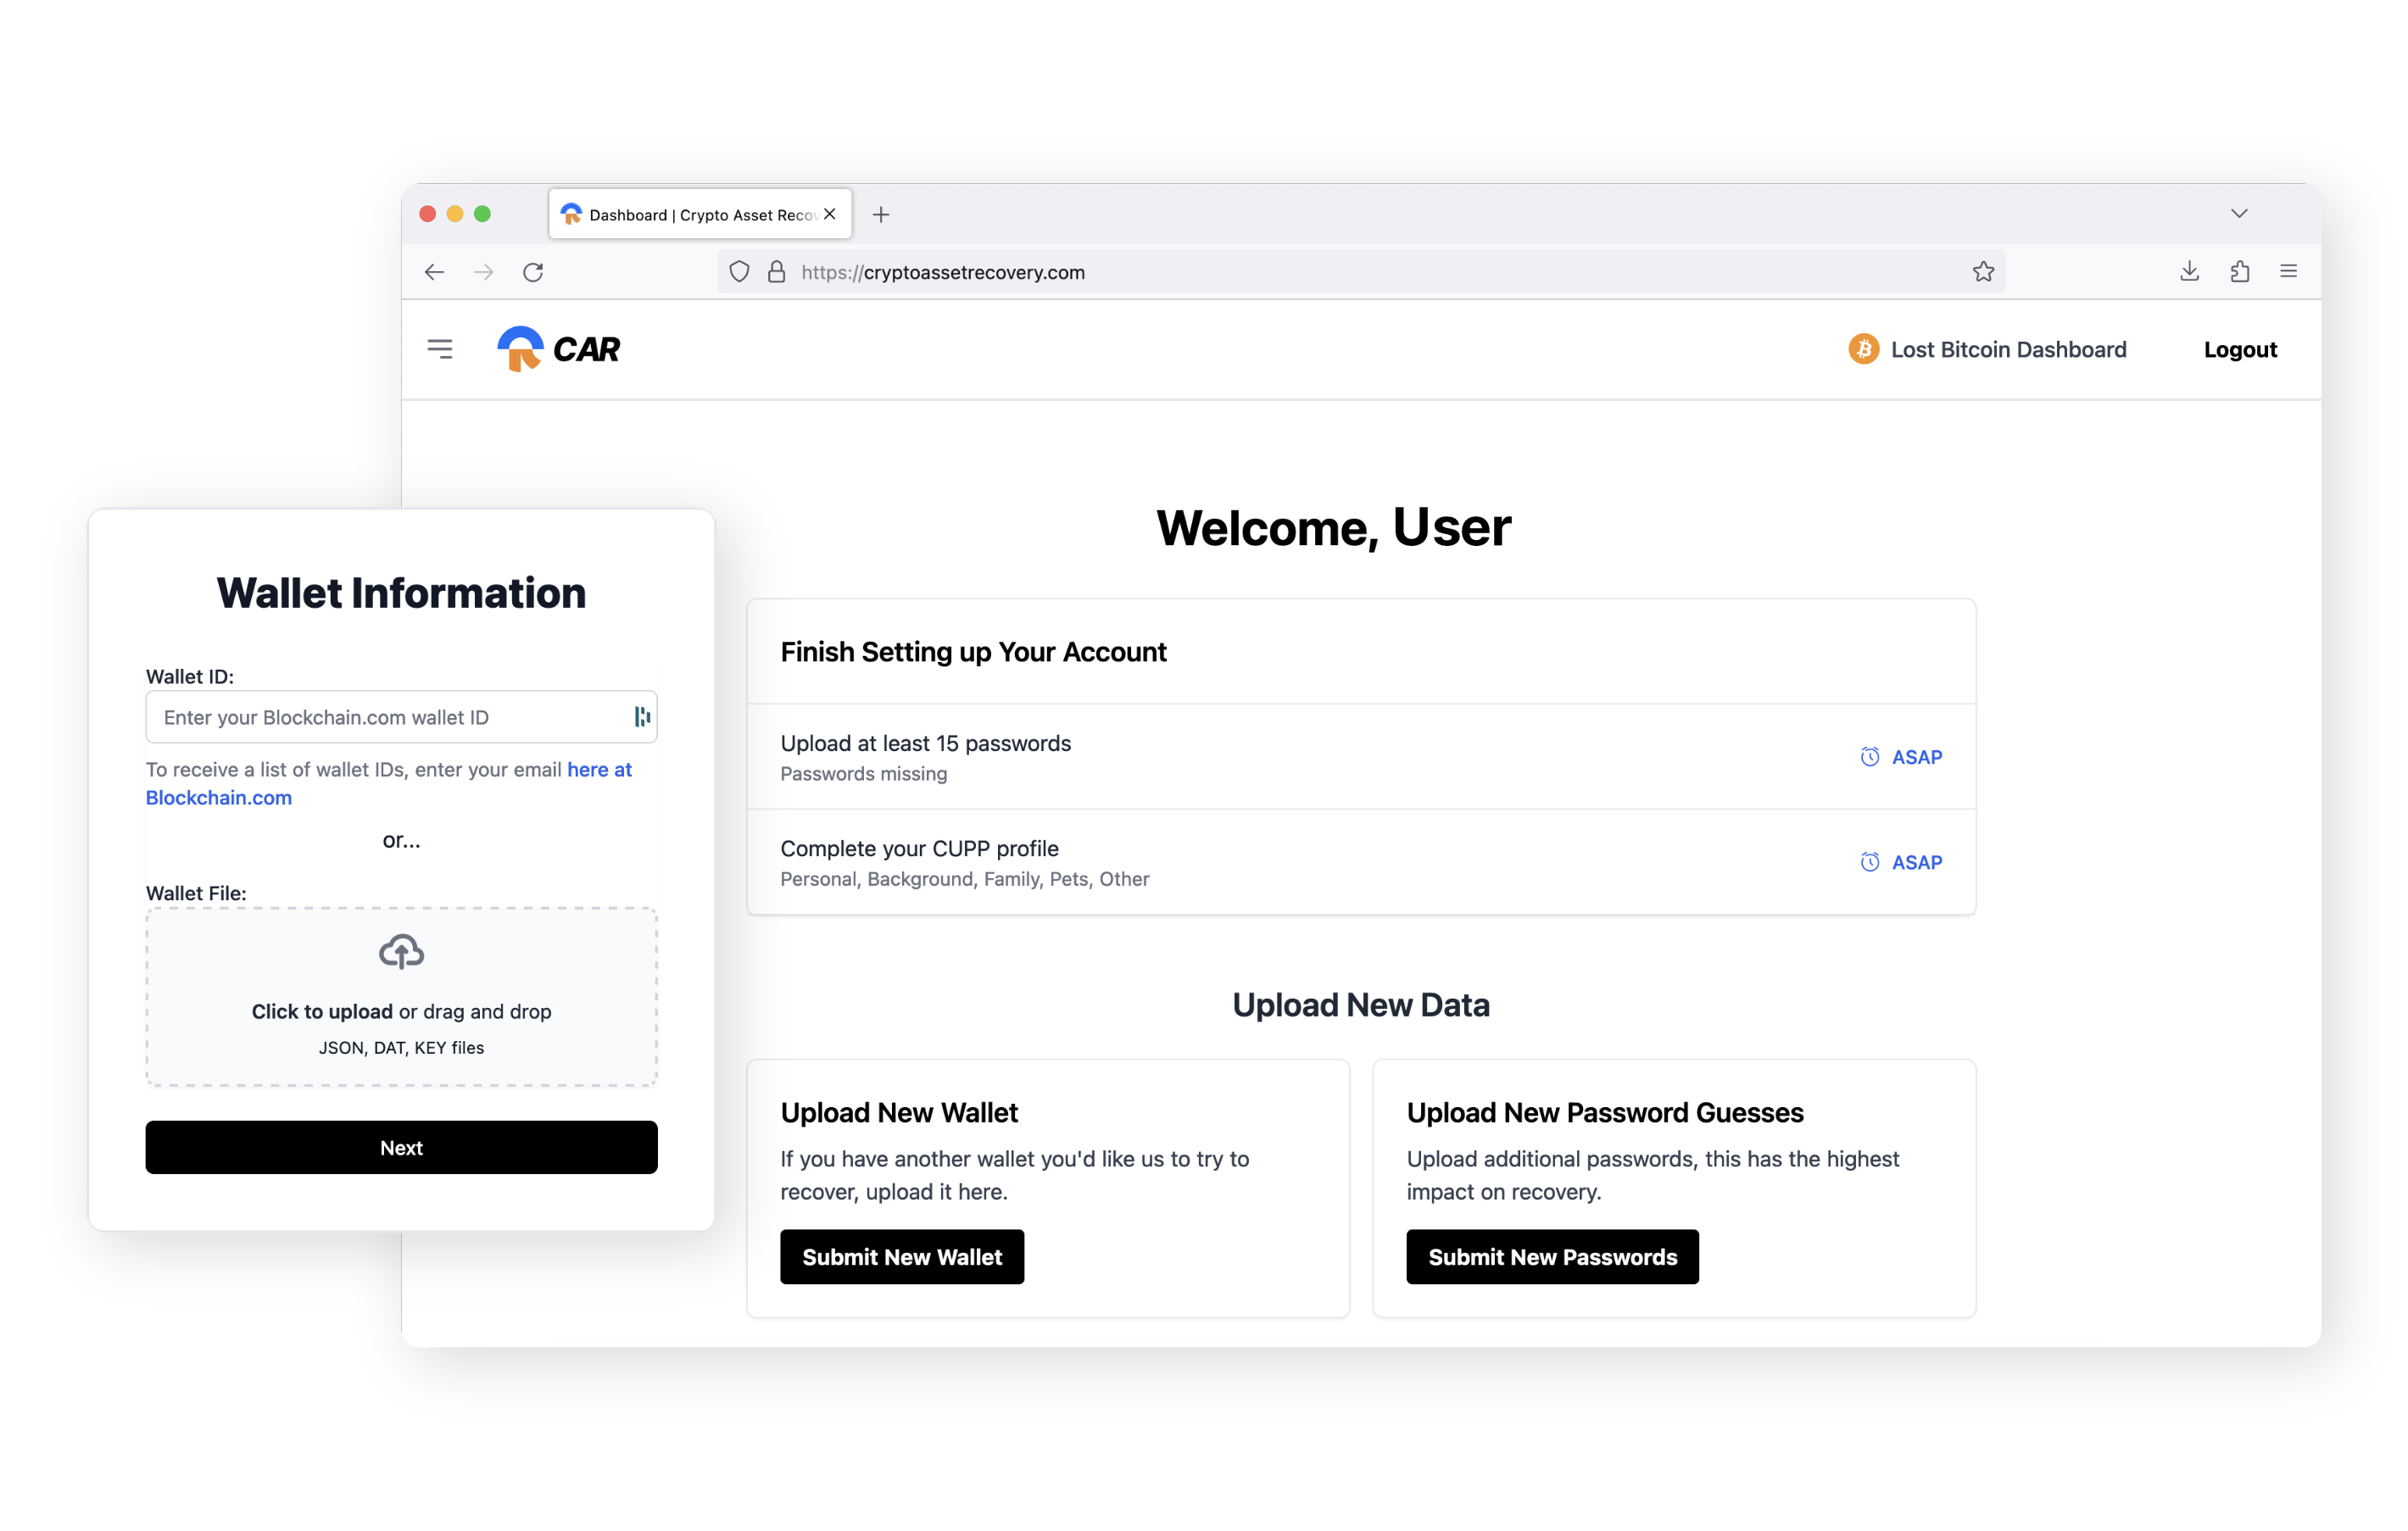 Dashboard | Crypto Asset Reco
https://cryptoassetrecovery.com
CAR
Lost Bitcoin Dashboard
Logout
Welcome, User
Finish Setting up Your Account
Upload at least 15 passwords
Passwords missing
ASAP
Complete your CUPP profile
Personal, Background, Family, Pets, Other
ASAP
Upload New Data
Upload New Wallet
If you have another wallet you'd like us to try to
recover, upload it here.
Submit New Wallet
Upload New Password Guesses
Upload additional passwords, this has the highest
impact on recovery.
Submit New Passwords
Wallet Information
Wallet ID:
Enter your Blockchain.com wallet ID
To receive a list of wallet IDs, enter your email here at
Blockchain.com
or...
Wallet File:
Click to upload or drag and drop
JSON, DAT, KEY files
Next